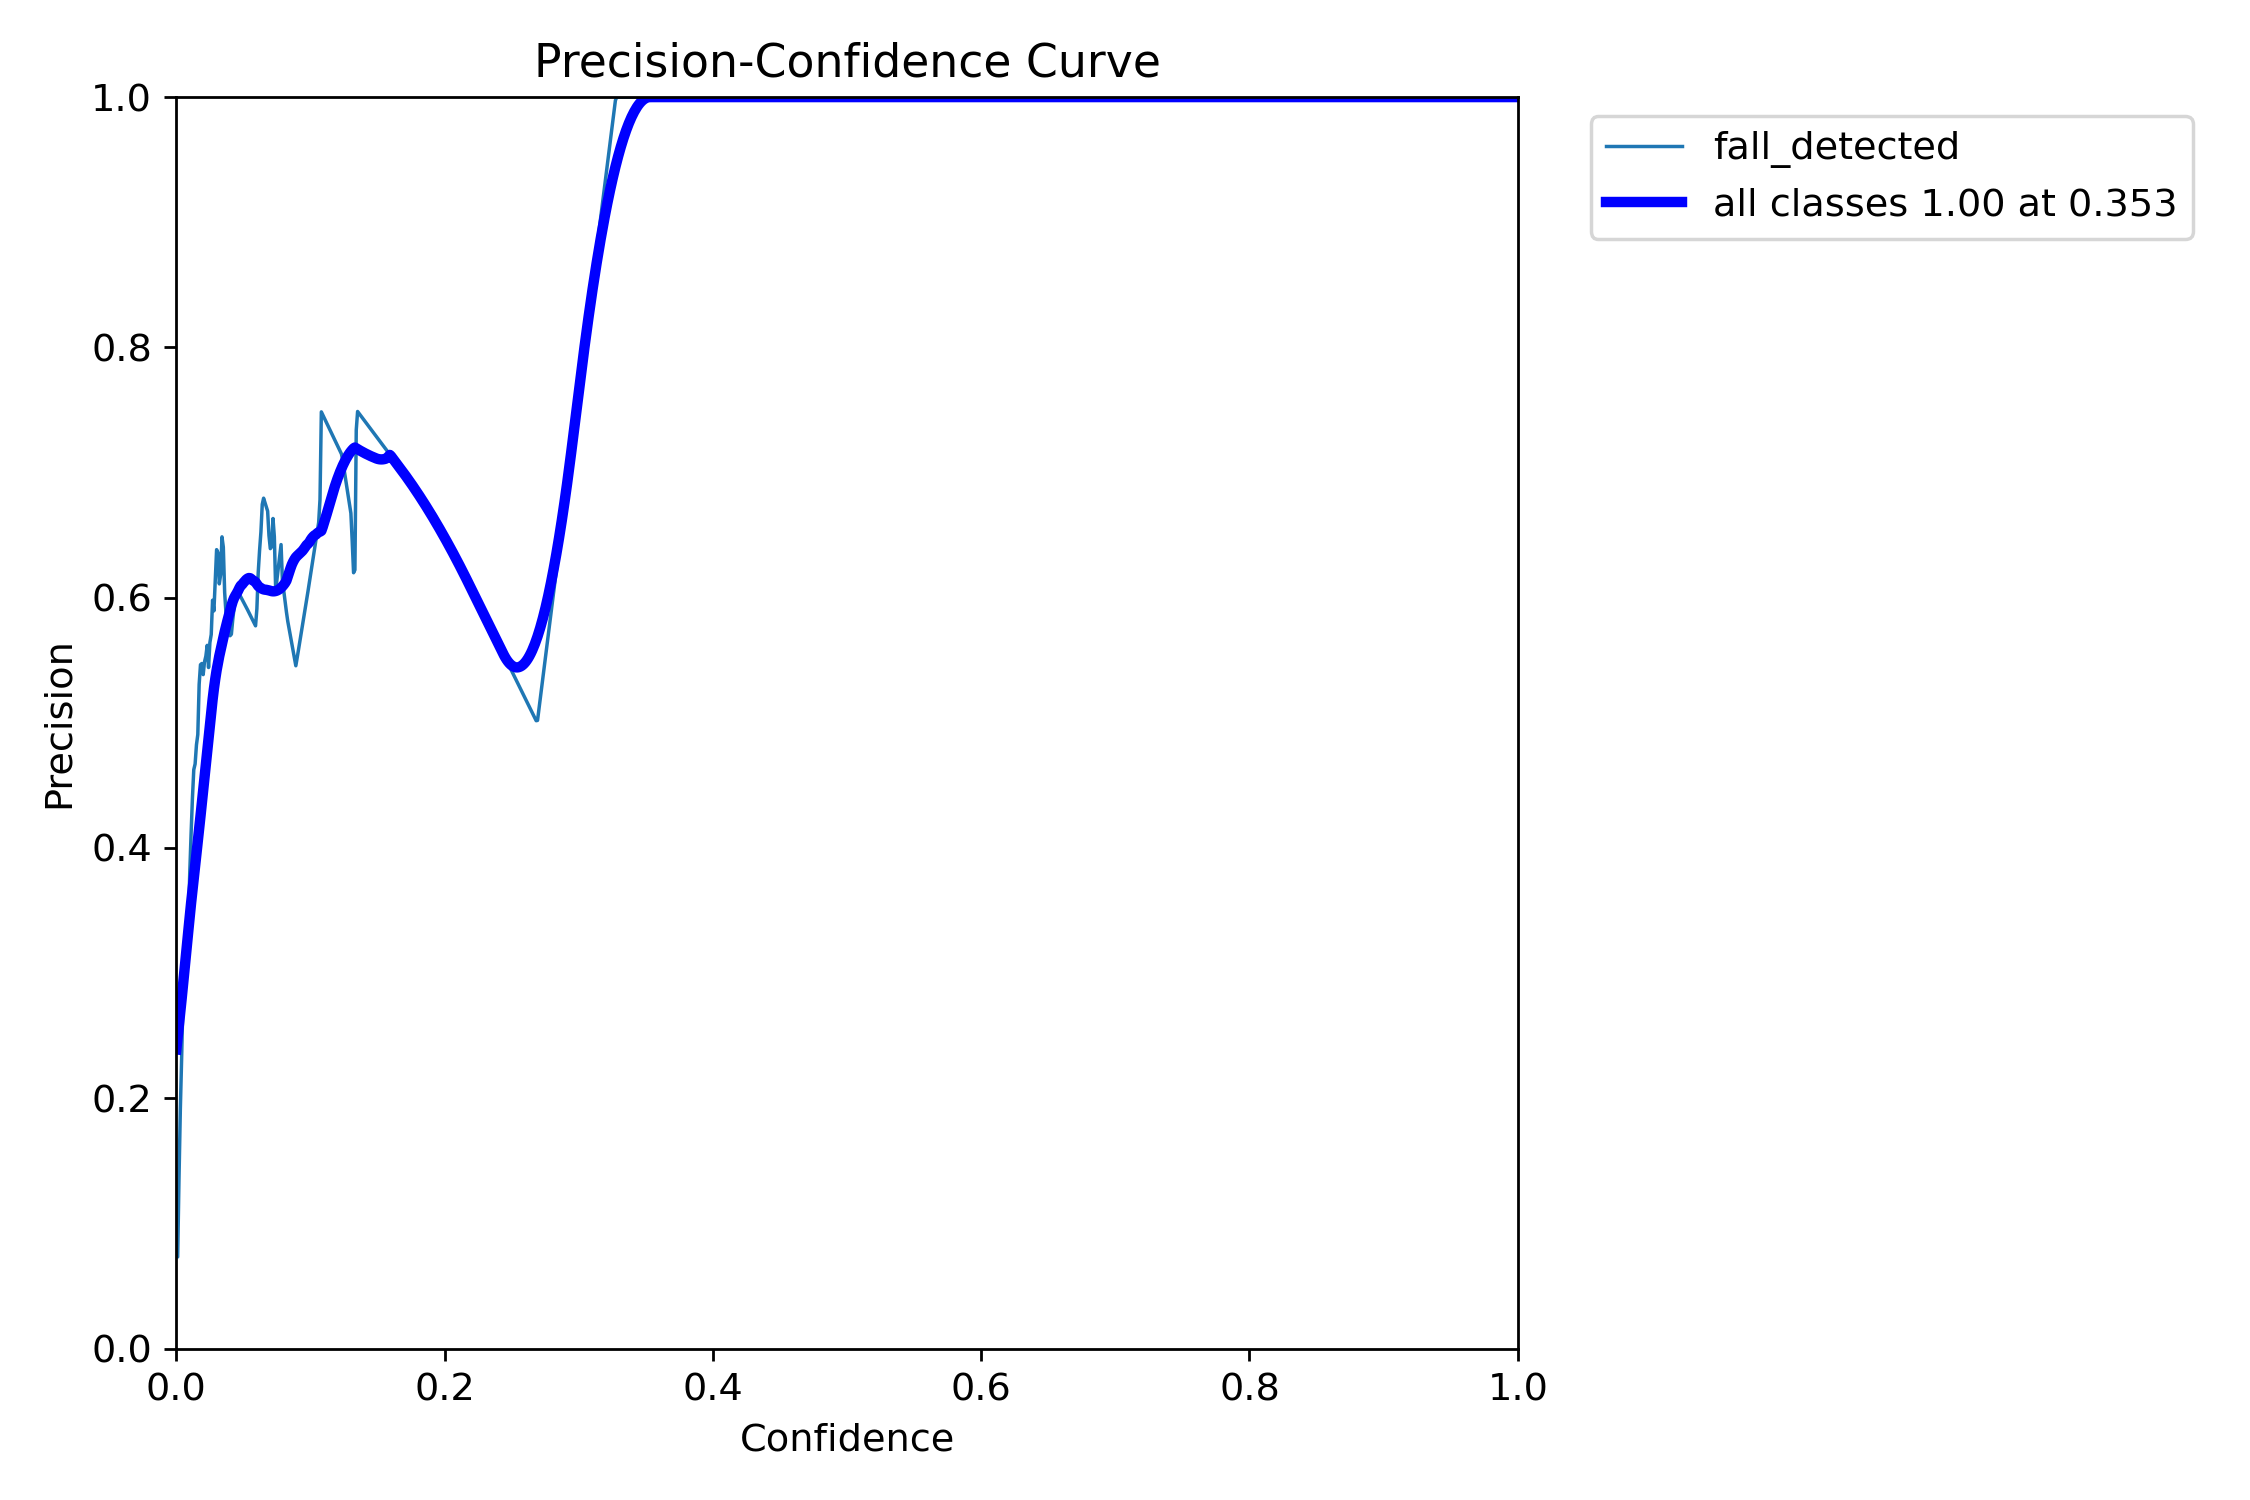 Precision-Confidence Curve
1.0
0.8
0.6
0.4
0.2
0.0
Precision
0.0 0.2 0.4 0.6 0.8 1.0
Confidence
fall_detected
all classes 1.00 at 0.353